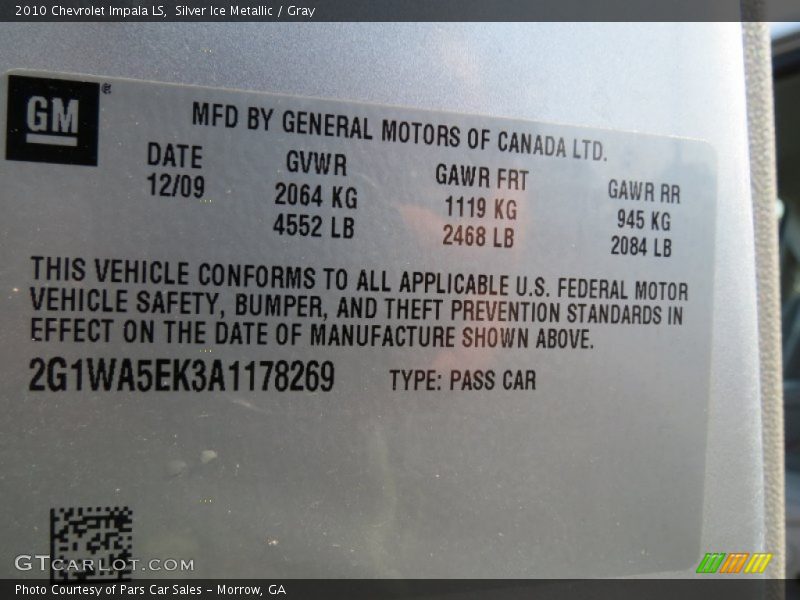 2010 Chevrolet Impala LS, Silver Ice Metallic / Gray
GM®
MFD BY GENERAL MOTORS OF CANADA LTD.
DATE GVWR GAWR FRT GAWR RR
12/09 2064 KG 1119 KG 945 KG
4552 LB 2468 LB 2084 LB
THIS VEHICLE CONFORMS TO ALL APPLICABLE U.S. FEDERAL MOTOR
VEHICLE SAFETY, BUMPER, AND THEFT PREVENTION STANDARDS IN
EFFECT ON THE DATE OF MANUFACTURE SHOWN ABOVE.
2G1WA5EK3A1178269 TYPE: PASS CAR
GTCARLOT.COM
Photo Courtesy of Pars Car Sales - Morrow, GA